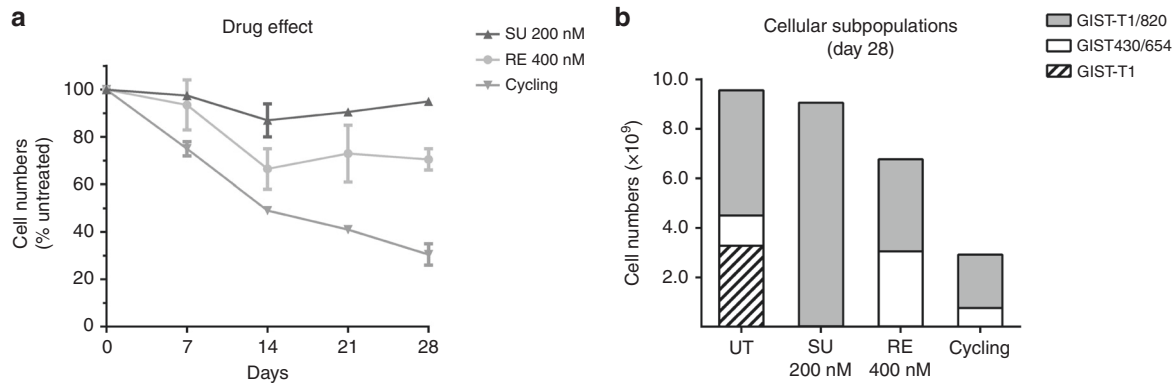 a
Drug effect
SU 200 nM
RE 400 nM
Cycling
Cell numbers
(% untreated)
100
80
60
40
20
0
0 7 14 21 28
Days
b
Cellular subpopulations
(day 28)
GIST-T1/820
GIST430/654
GIST-T1
Cell numbers (×10⁹)
10.0
8.0
6.0
4.0
2.0
UT SU RE Cycling
200 nM 400 nM